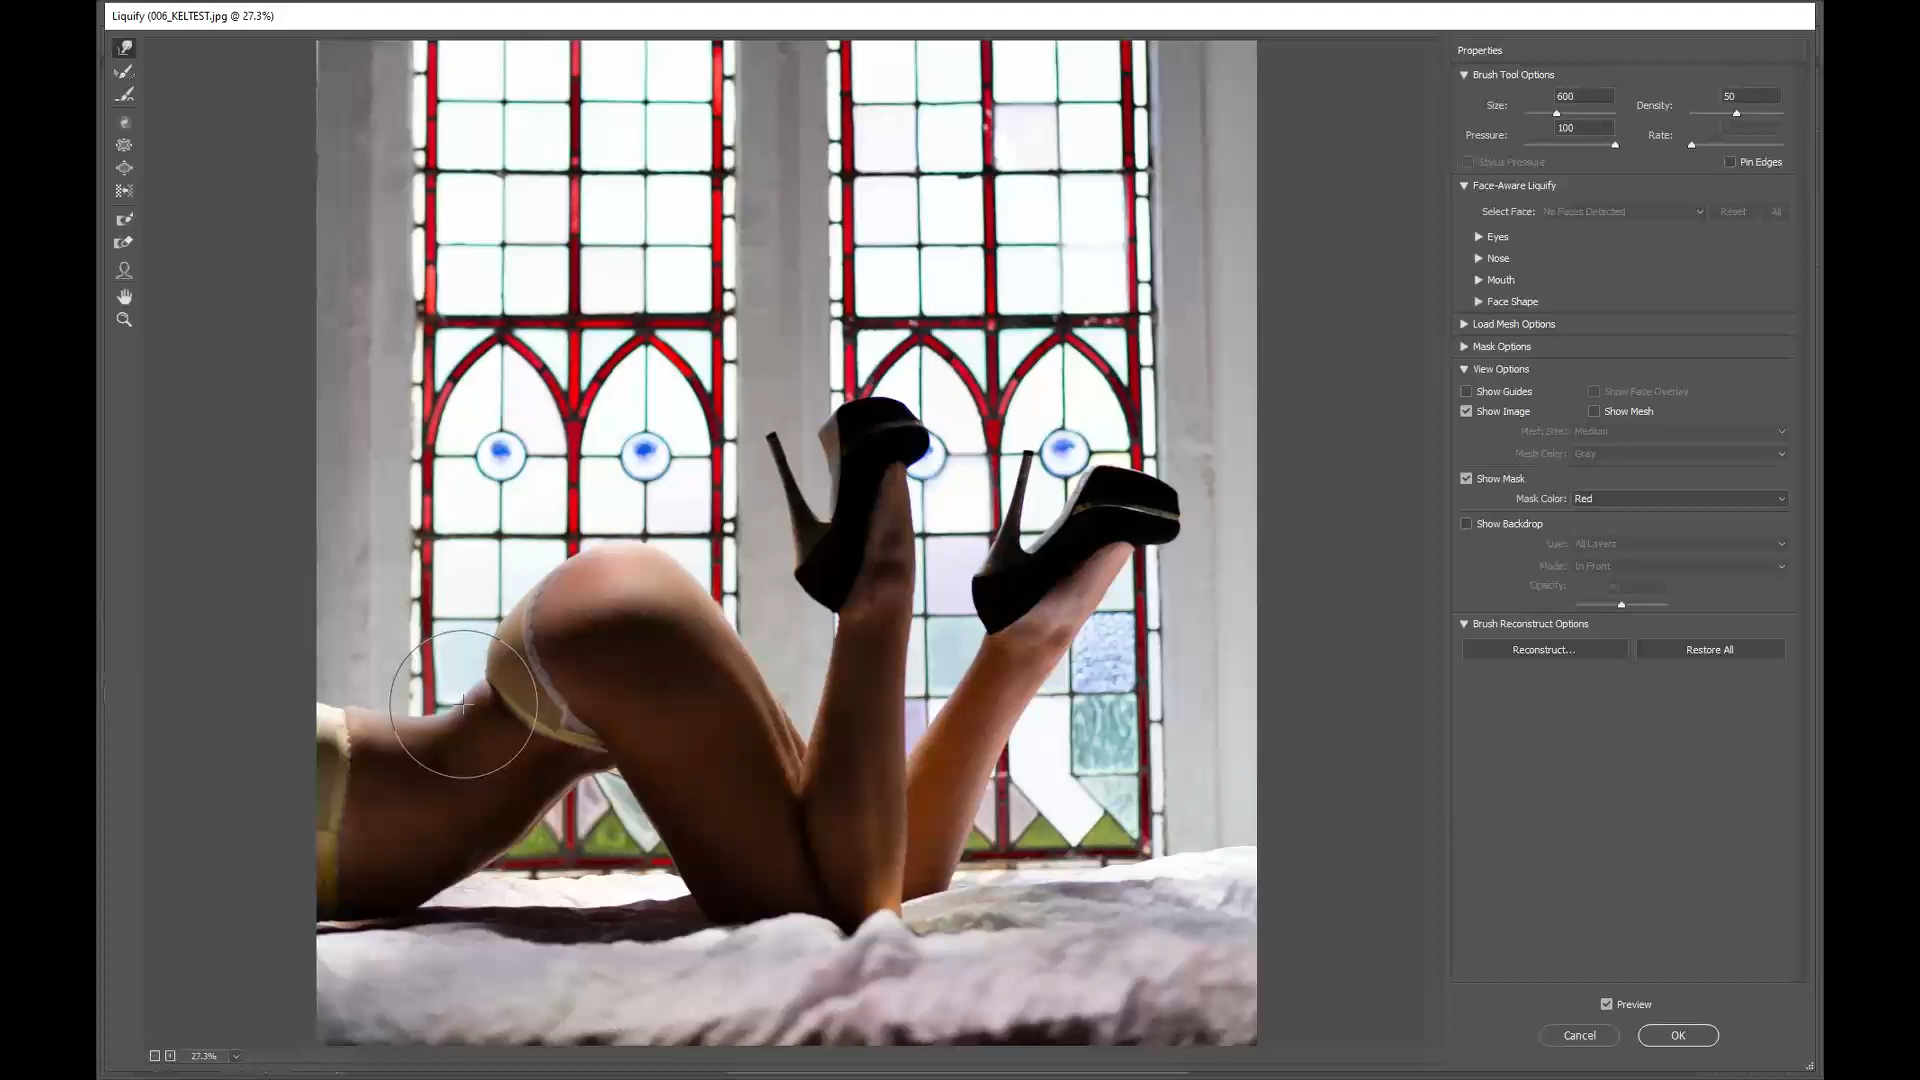 Liquify (006_KELTEST.jpg @ 27.3%)
Properties
Brush Tool Options
Size: 600 Density: 50
Pressure: 100 Rate:
Stylus Pressure Pin Edges
Face-Aware Liquify
Select Face: No Faces Detected Reset All
Eyes
Nose
Mouth
Face Shape
Load Mesh Options
Mask Options
View Options
Show Guides Show Face Overlay
Show Image Show Mesh
Mesh Size: Medium
Mesh Color: Gray
Show Mask
Mask Color: Red
Show Backdrop
Use: All Layers
Mode: In Front
Opacity:
Brush Reconstruct Options
Reconstruct... Restore All
Preview
Cancel OK
27.3%